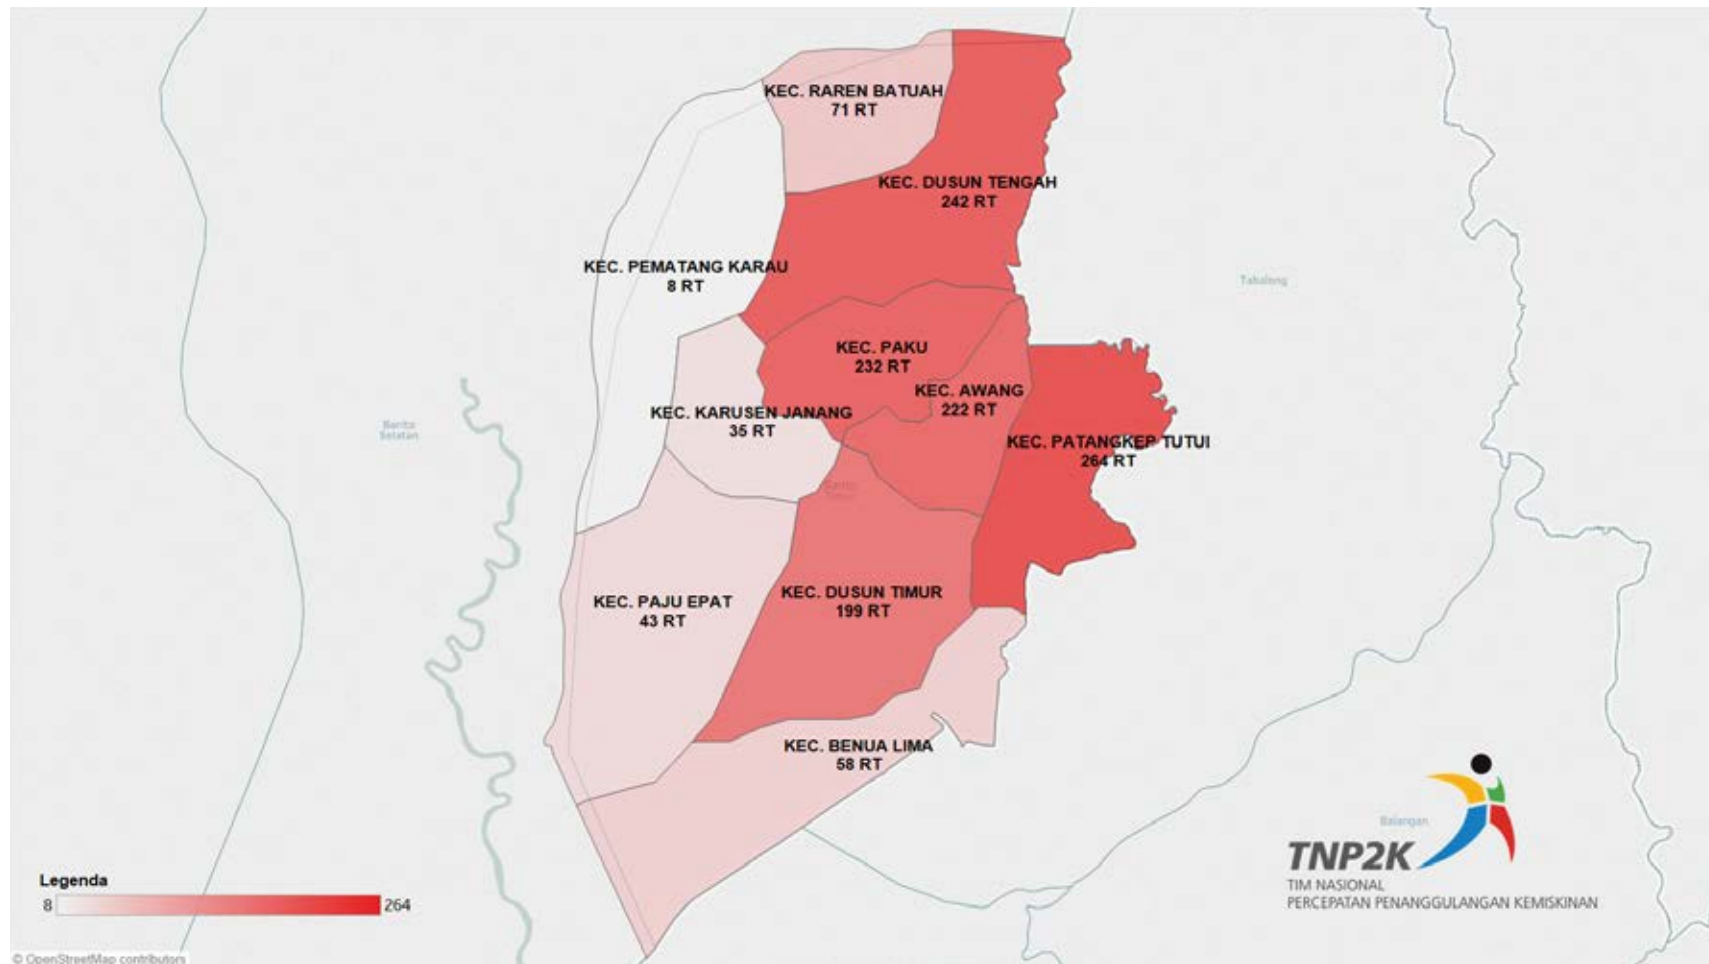 KEC. RAREN BATUAH
71 RT
KEC. DUSUN TENGAH
242 RT
KEC. PEMATANG KARAU
8 RT
Tabalong
KEC. PAKU
232 RT
KEC. AWANG
222 RT
KEC. KARUSEN JANANG
35 RT
Barito
Selatan
KEC. PATANGKEP TUTUI
264 RT
Barito
Timur
KEC. DUSUN TIMUR
199 RT
KEC. PAJU EPAT
43 RT
KEC. BENUA LIMA
58 RT
Balangan
TNP2K
TIM NASIONAL
PERCEPATAN PENANGGULANGAN KEMISKINAN
Legenda
8 264
© OpenStreetMap contributors